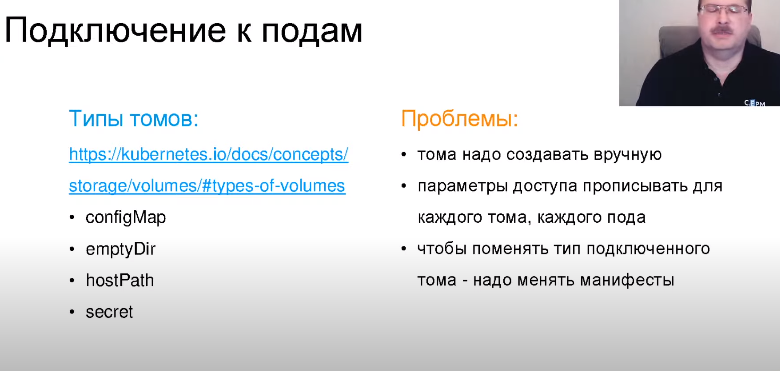 Подключение к подам
Типы томов:
https://kubernetes.io/docs/concepts/
storage/volumes/#types-of-volumes
• configMap
• emptyDir
• hostPath
• secret
Проблемы:
• тома надо создавать вручную
• параметры доступа прописывать для
каждого тома, каждого пода
• чтобы поменять тип подключенного
тома - надо менять манифесты